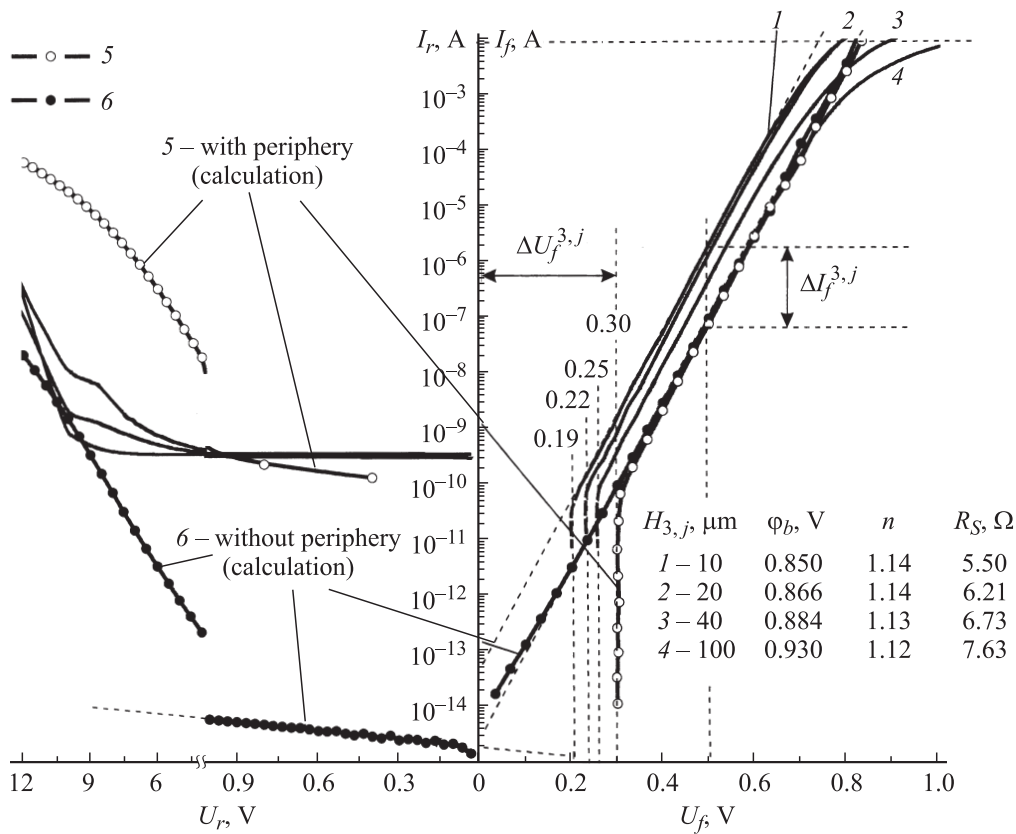 5
6
I_r, A
I_f, A
1
2
3
4
5 – with periphery
(calculation)
10⁻³
10⁻⁴
10⁻⁵
10⁻⁶
10⁻⁷
10⁻⁸
10⁻⁹
10⁻¹⁰
10⁻¹¹
10⁻¹²
10⁻¹³
10⁻¹⁴
ΔU_f^{3,j}
ΔI_f^{3,j}
0.30
0.25
0.22
0.19
6 – without periphery
(calculation)
H_{3,j}, μm φ_b, V n R_S, Ω
1 – 10 0.850 1.14 5.50
2 – 20 0.866 1.14 6.21
3 – 40 0.884 1.13 6.73
4 – 100 0.930 1.12 7.63
12 9 6 0.9 0.6 0.3 0 0.2 0.4 0.6 0.8 1.0
U_r, V
U_f, V